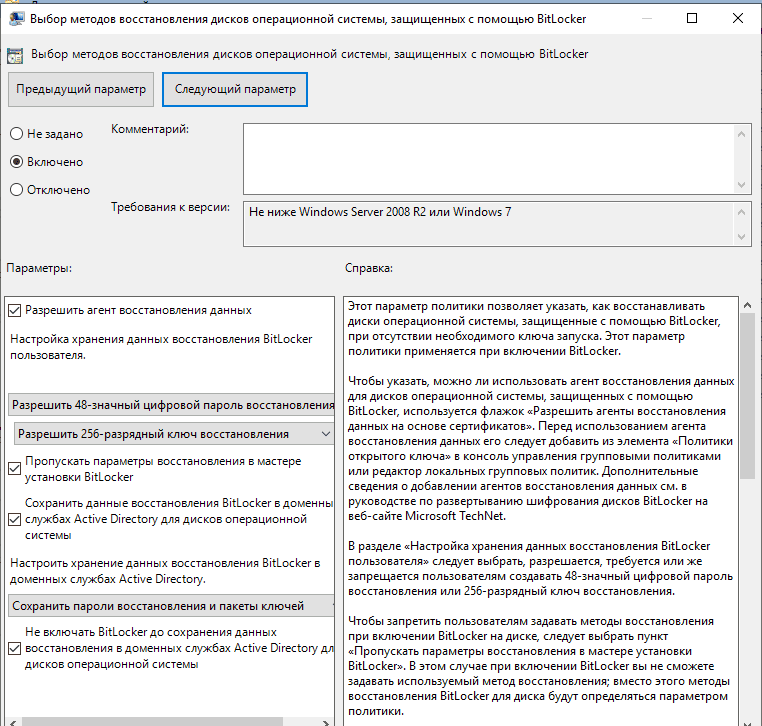 Выбор методов восстановления дисков операционной системы, защищенных с помощью BitLocker
Выбор методов восстановления дисков операционной системы, защищенных с помощью BitLocker
Предыдущий параметр
Следующий параметр
Не задано
Комментарий:
Включено
Отключено
Требования к версии:
Не ниже Windows Server 2008 R2 или Windows 7
Параметры:
Справка:
Разрешить агент восстановления данных
Настройка хранения данных восстановления BitLocker
пользователя.
Разрешить 48-значный цифровой пароль восстановления
Разрешить 256-разрядный ключ восстановления
Пропускать параметры восстановления в мастере
установки BitLocker
Сохранить данные восстановления BitLocker в доменны
службах Active Directory для дисков операционной
системы
Настроить хранение данных восстановления BitLocker в
доменных службах Active Directory.
Сохранить пароли восстановления и пакеты ключей
Не включать BitLocker до сохранения данных
восстановления в доменных службах Active Directory дл
дисков операционной системы
Этот параметр политики позволяет указать, как восстанавливать
диски операционной системы, защищенные с помощью BitLocker,
при отсутствии необходимого ключа запуска. Этот параметр
политики применяется при включении BitLocker.
Чтобы указать, можно ли использовать агент восстановления данных
для дисков операционной системы, защищенных с помощью
BitLocker, используется флажок «Разрешить агенты восстановления
данных на основе сертификатов». Перед использованием агента
восстановления данных его следует добавить из элемента «Политики
открытого ключа» в консоль управления групповыми политиками
или редактор локальных групповых политик. Дополнительные
сведения о добавлении агентов восстановления данных см. в
руководстве по развертыванию шифрования дисков BitLocker на
веб-сайте Microsoft TechNet.
В разделе «Настройка хранения данных восстановления BitLocker
пользователя» следует выбрать, разрешается, требуется или же
запрещается пользователям создавать 48-значный цифровой пароль
восстановления или 256-разрядный ключ восстановления.
Чтобы запретить пользователям задавать методы восстановления
при включении BitLocker на диске, следует выбрать пункт
«Пропускать параметры восстановления в мастере установки
BitLocker». В этом случае при включении BitLocker вы не сможете
задавать используемый метод восстановления; вместо этого методы
восстановления BitLocker для диска будут определяться параметром
политики.